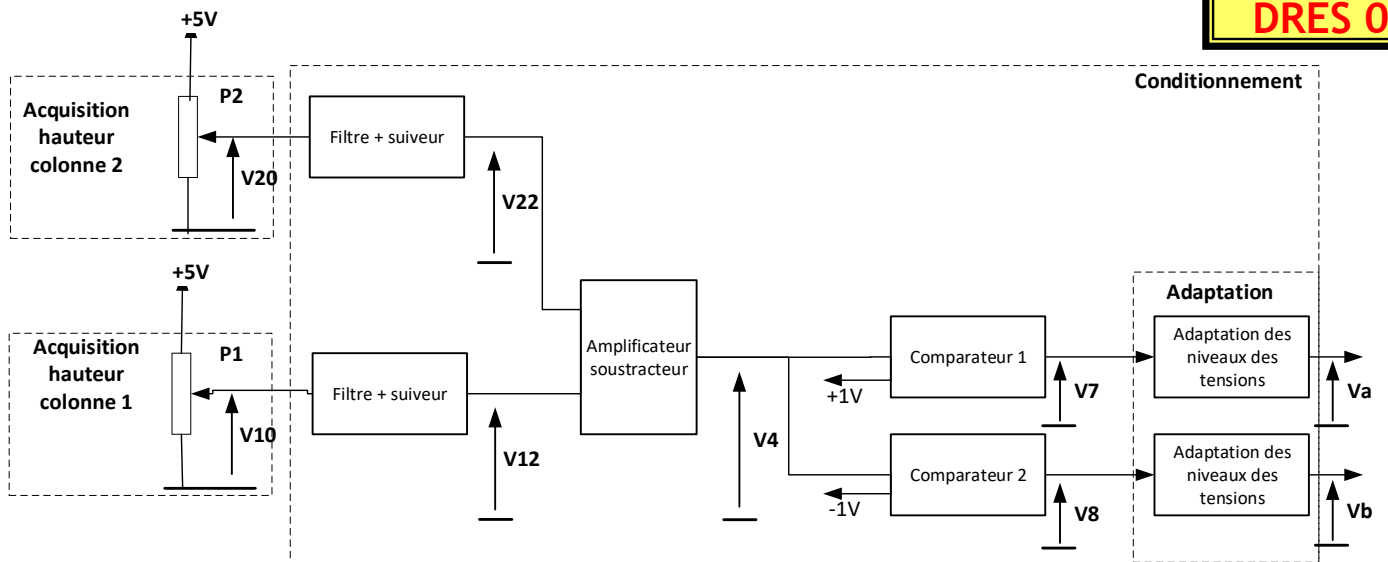 DRES 0
+5V
Conditionnement
P2
Acquisition
hauteur
colonne 2
Filtre + suiveur
V20
V22
+5V
Acquisition
hauteur
colonne 1
P1
Filtre + suiveur
V10
V12
Amplificateur
soustracteur
V4
Comparateur 1
+1V
V7
Comparateur 2
-1V
V8
Adaptation
Adaptation des
niveaux des
tensions
Va
Adaptation des
niveaux des
tensions
Vb